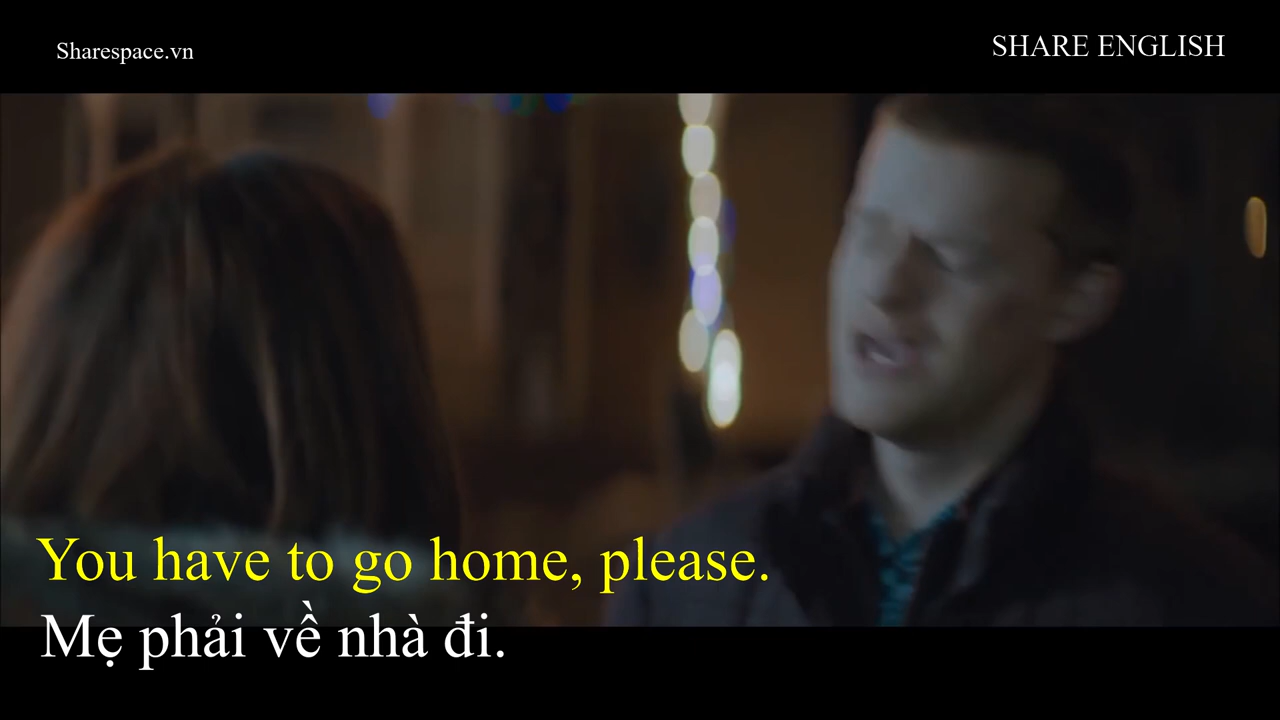 Sharespace.vn
SHARE ENGLISH
You have to go home, please.
Mẹ phải về nhà đi.